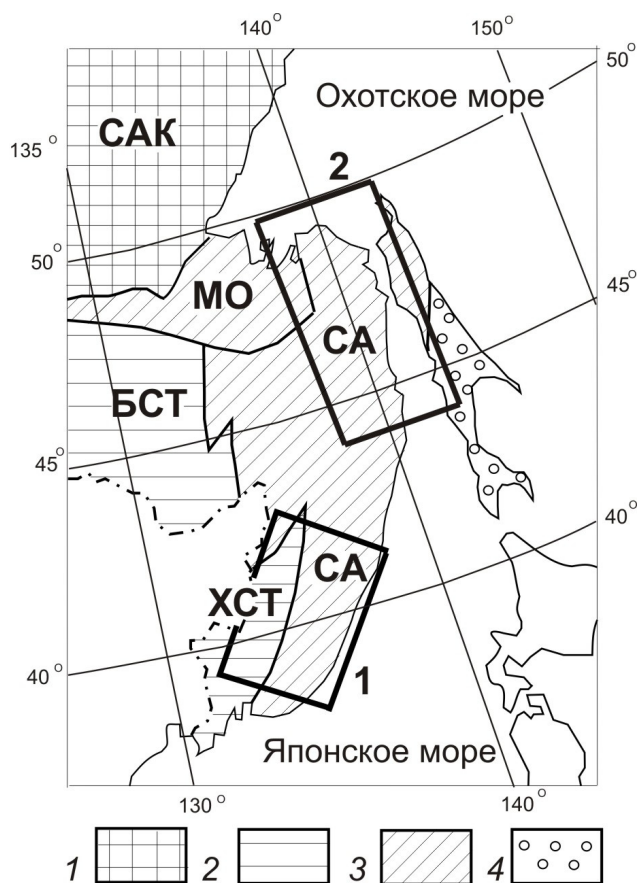 140°
150°
50°
Охотское море
САК
135°
2
50°
МО
45°
СА
БСТ
45°
40°
СА
ХСТ
40°
1
Японское море
130°
140°
1 2 3 4